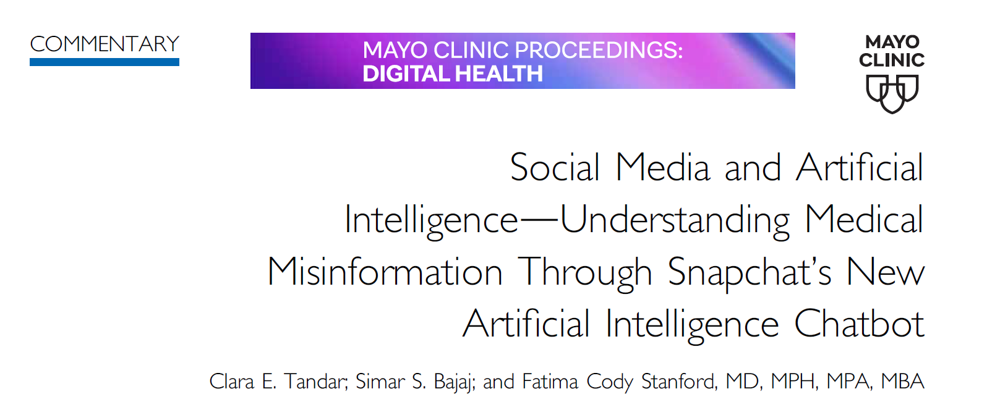 COMMENTARY
MAYO CLINIC PROCEEDINGS:
DIGITAL HEALTH
MAYO
CLINIC
Social Media and Artificial
Intelligence—Understanding Medical
Misinformation Through Snapchat’s New
Artificial Intelligence Chatbot
Clara E. Tandar; Simar S. Bajaj; and Fatima Cody Stanford, MD, MPH, MPA, MBA